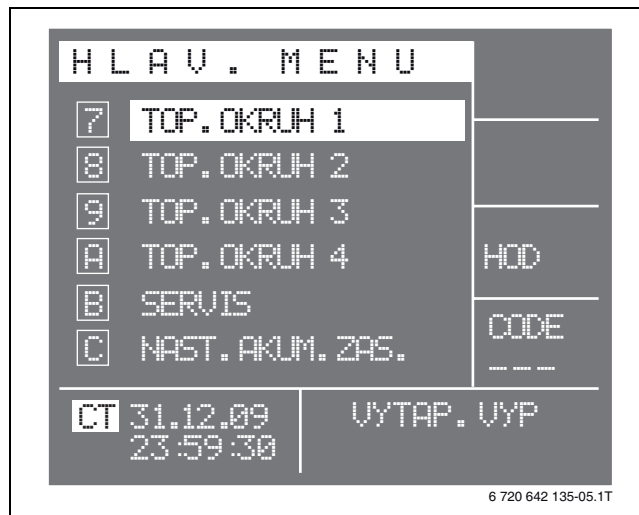 HLAV. MENU
7 TOP.OKRUH 1
8 TOP.OKRUH 2
9 TOP.OKRUH 3
A TOP.OKRUH 4
B SERVIS
C NAST.AKUM.ZAS.
HOD
CODE
---
CT 31.12.09
23:59:30
VYTAP.VYP
6 720 642 135-05.1T